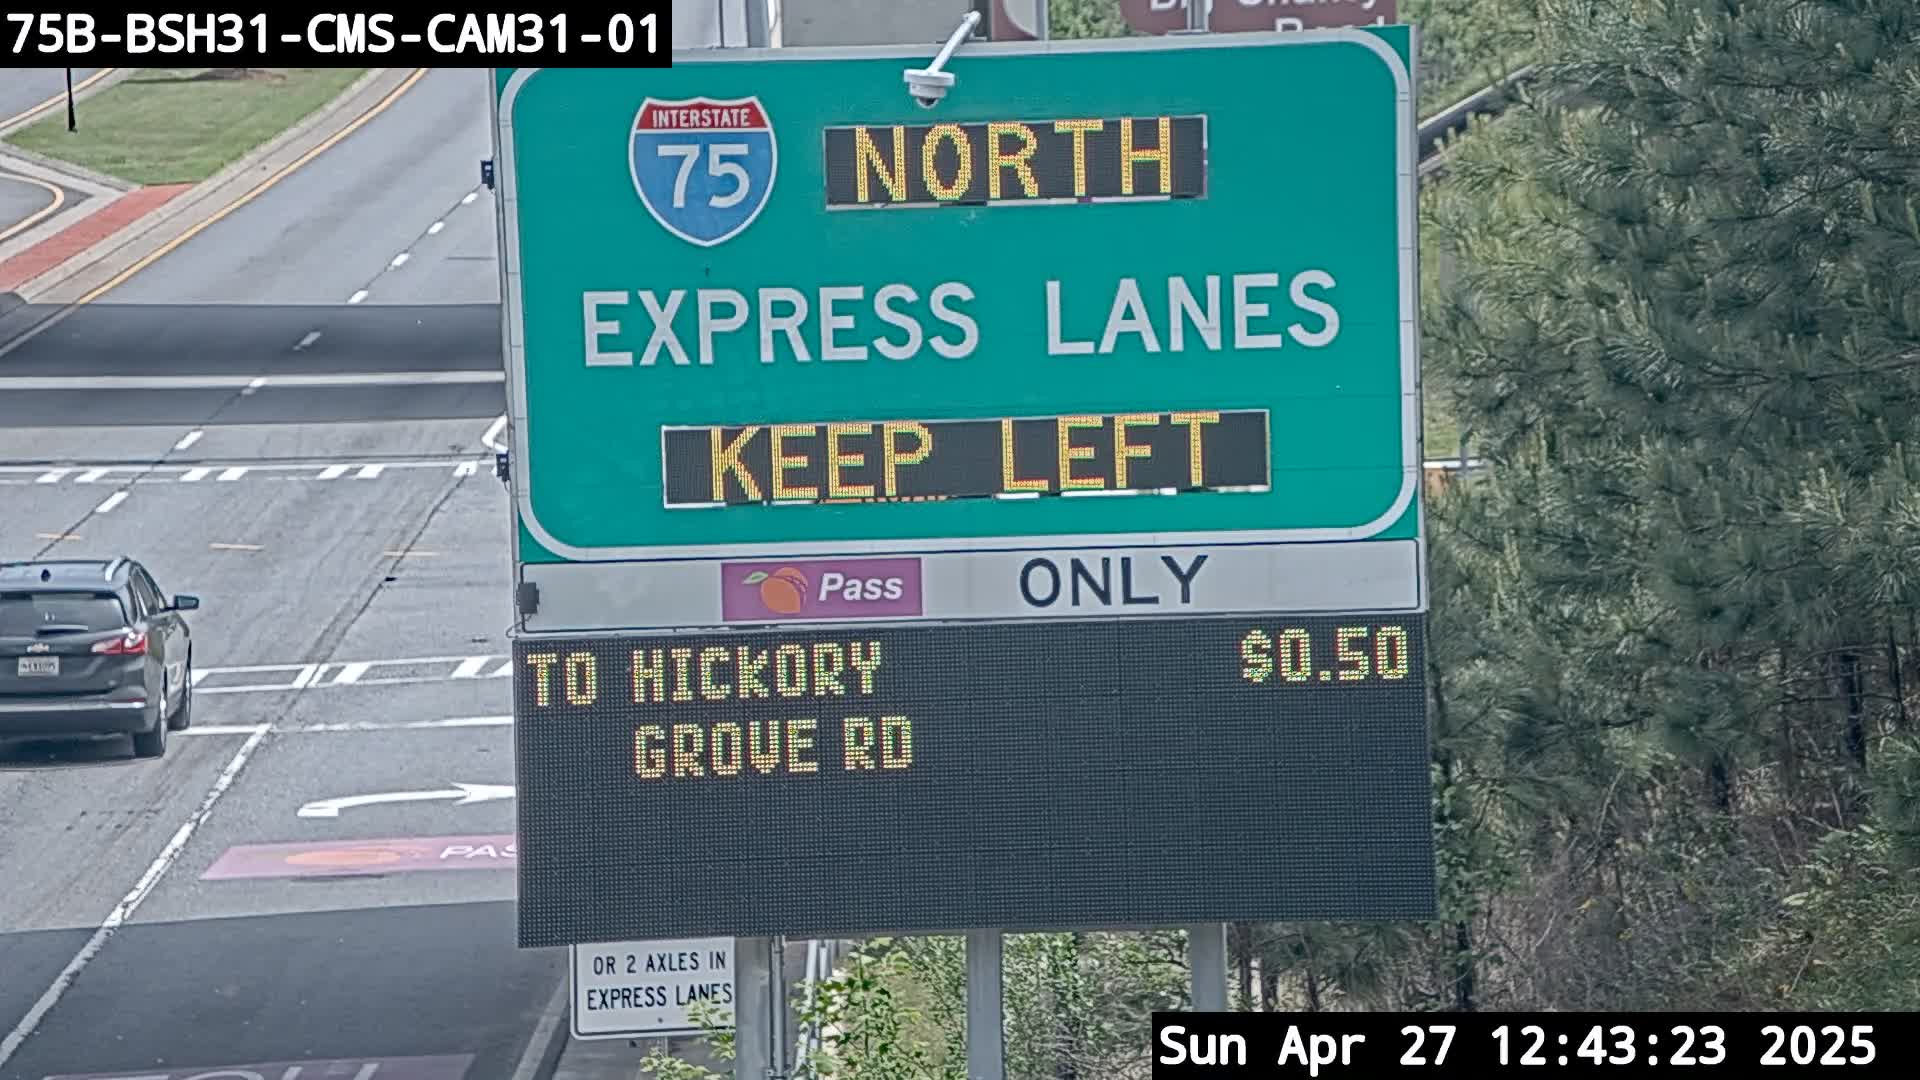 75B-BSH31-CMS-CAM31-01
Road
INTERSTATE
75
NORTH
EXPRESS LANES
KEEP LEFT
Pass ONLY
TO HICKORY $0.50
GROVE RD
OR 2 AXLES IN
EXPRESS LANES
Sun Apr 27 12:43:23 2025